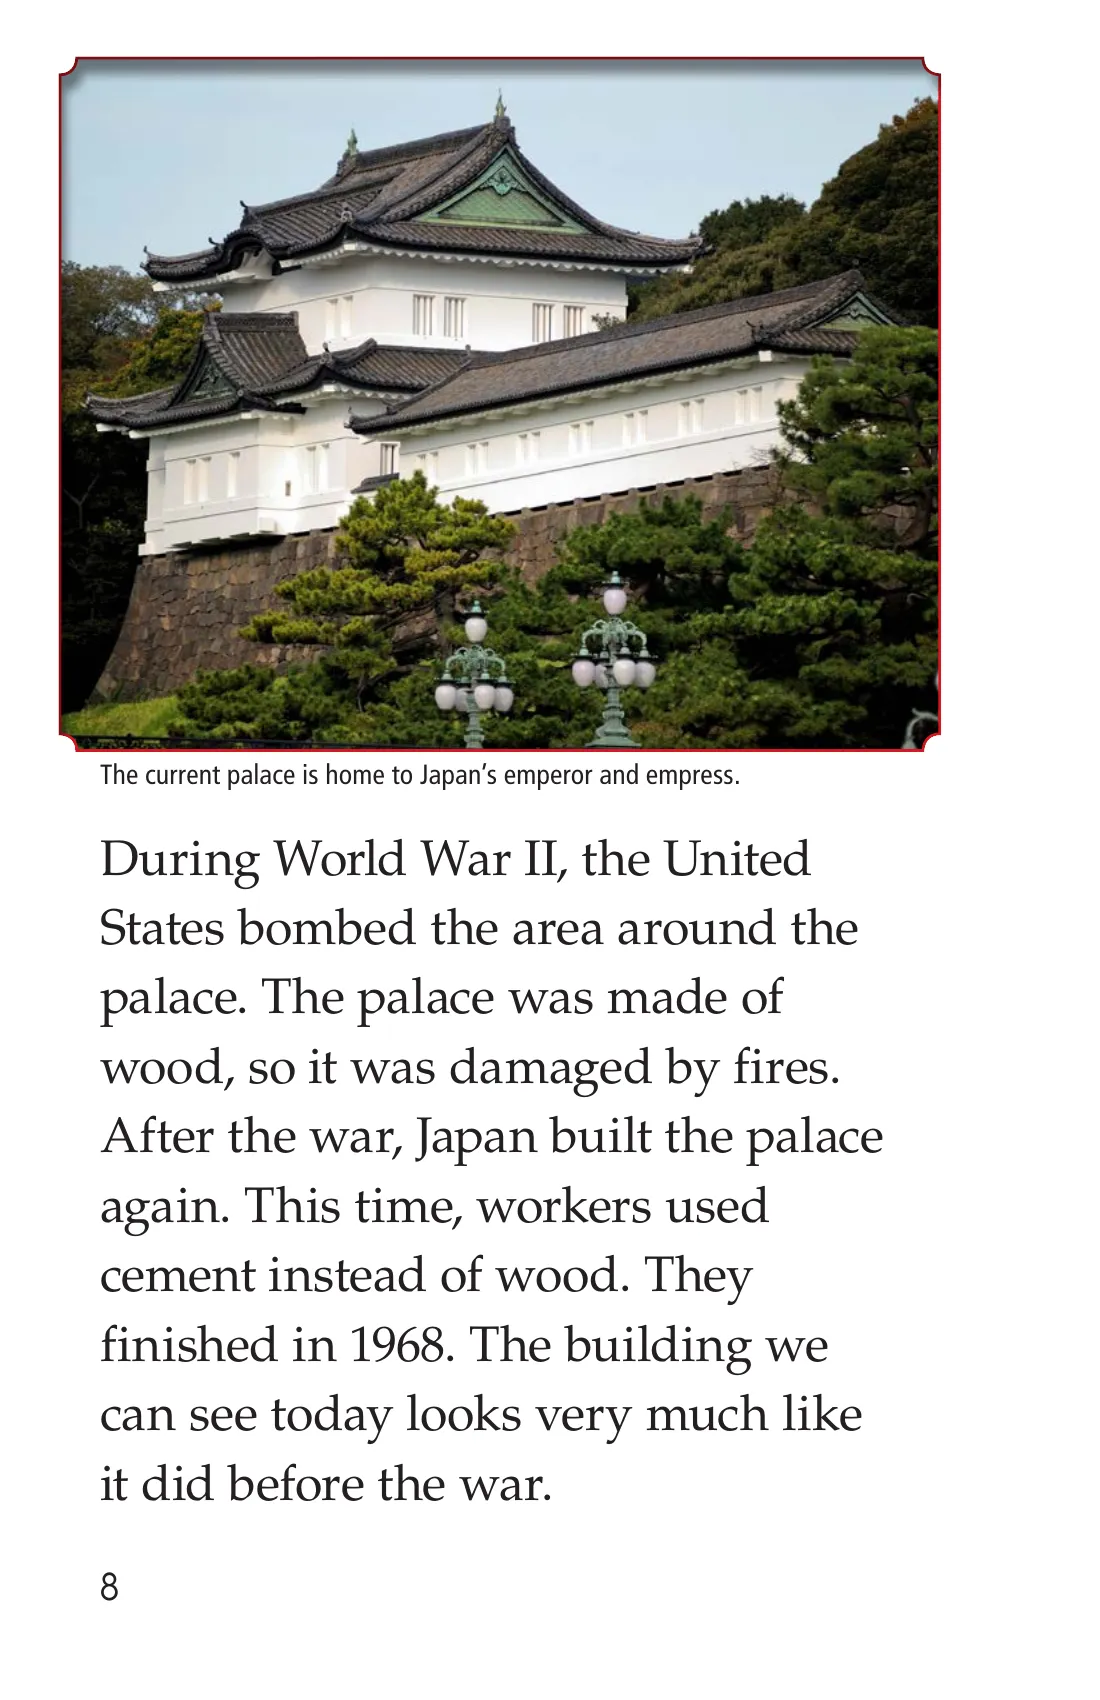 The current palace is home to Japan’s emperor and empress.
During World War II, the United
States bombed the area around the
palace. The palace was made of
wood, so it was damaged by fires.
After the war, Japan built the palace
again. This time, workers used
cement instead of wood. They
finished in 1968. The building we
can see today looks very much like
it did before the war.
8